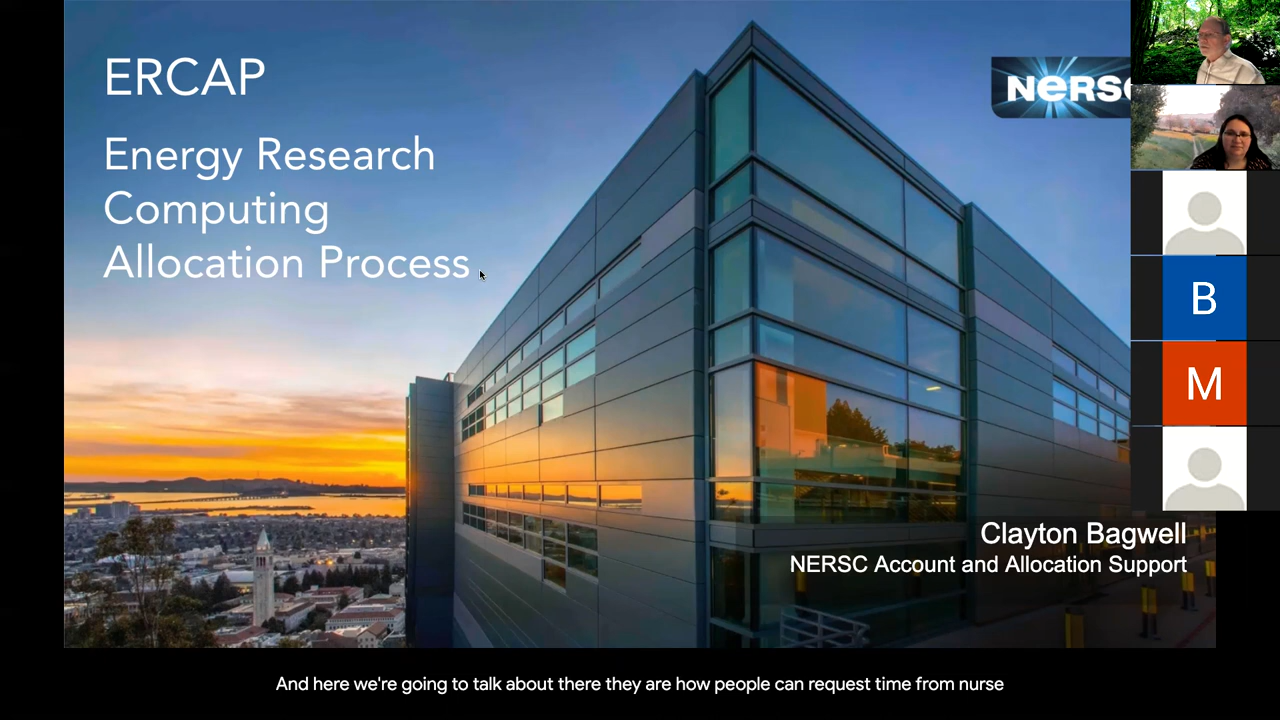 ERCAP
Energy Research
Computing
Allocation Process
NERSC
B
M
Clayton Bagwell
NERSC Account and Allocation Support
And here we're going to talk about there they are how people can request time from nurse